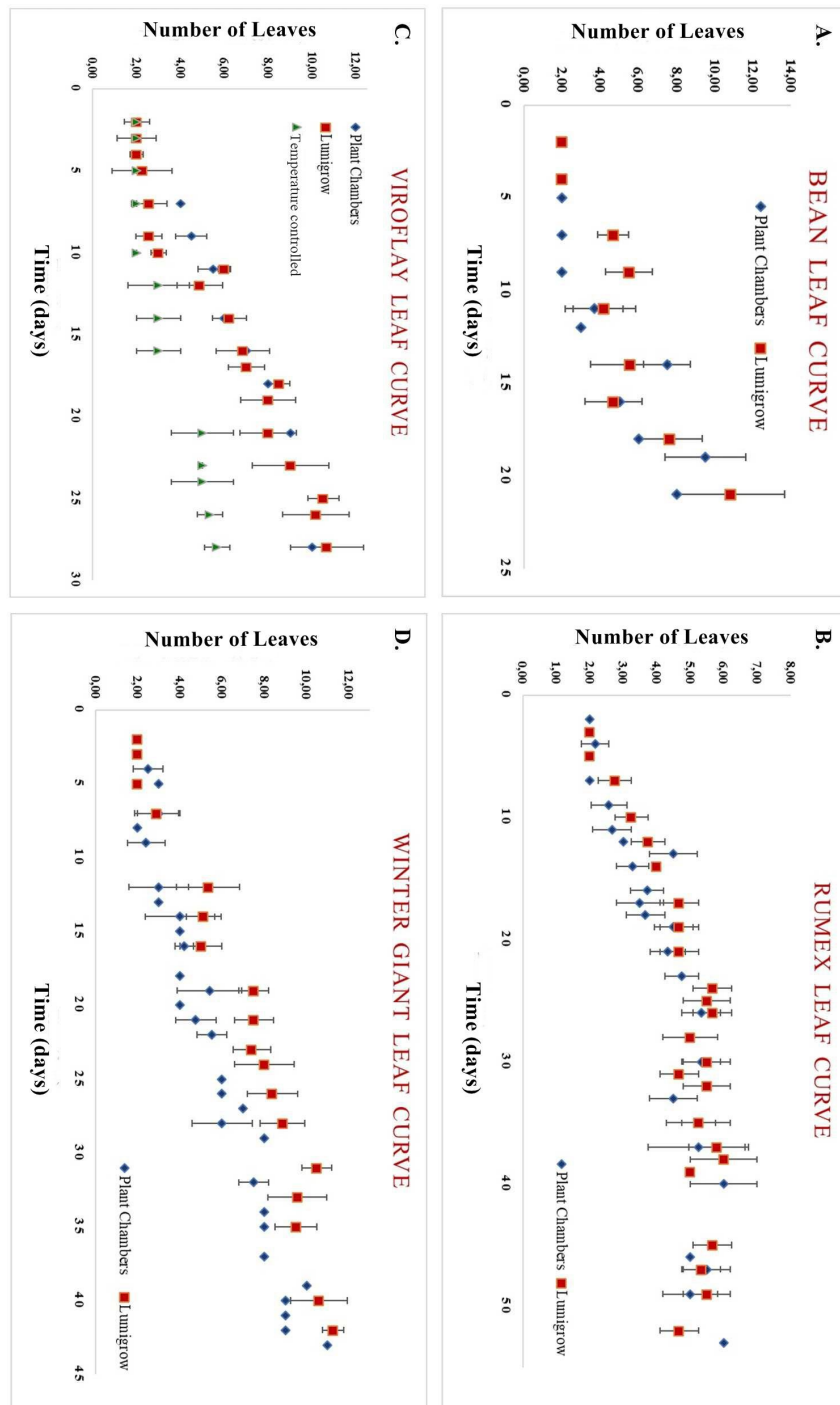 A.
BEAN LEAF CURVE
Number of Leaves
14,00
12,00
10,00
8,00
6,00
4,00
2,00
0,00
0
5
10
15
20
25
Time (days)
Plant Chambers
Lumigrow
B.
RUMEX LEAF CURVE
Number of Leaves
8,00
7,00
6,00
5,00
4,00
3,00
2,00
1,00
0,00
0
10
20
30
40
50
Time (days)
Plant Chambers
Lumigrow
C.
VIROFLAY LEAF CURVE
Number of Leaves
12,00
10,00
8,00
6,00
4,00
2,00
0,00
0
5
10
15
20
25
30
Time (days)
Plant Chambers
Lumigrow
Temperature controlled
D.
WINTER GIANT LEAF CURVE
Number of Leaves
12,00
10,00
8,00
6,00
4,00
2,00
0,00
0
5
10
15
20
25
30
35
40
45
Time (days)
Plant Chambers
Lumigrow